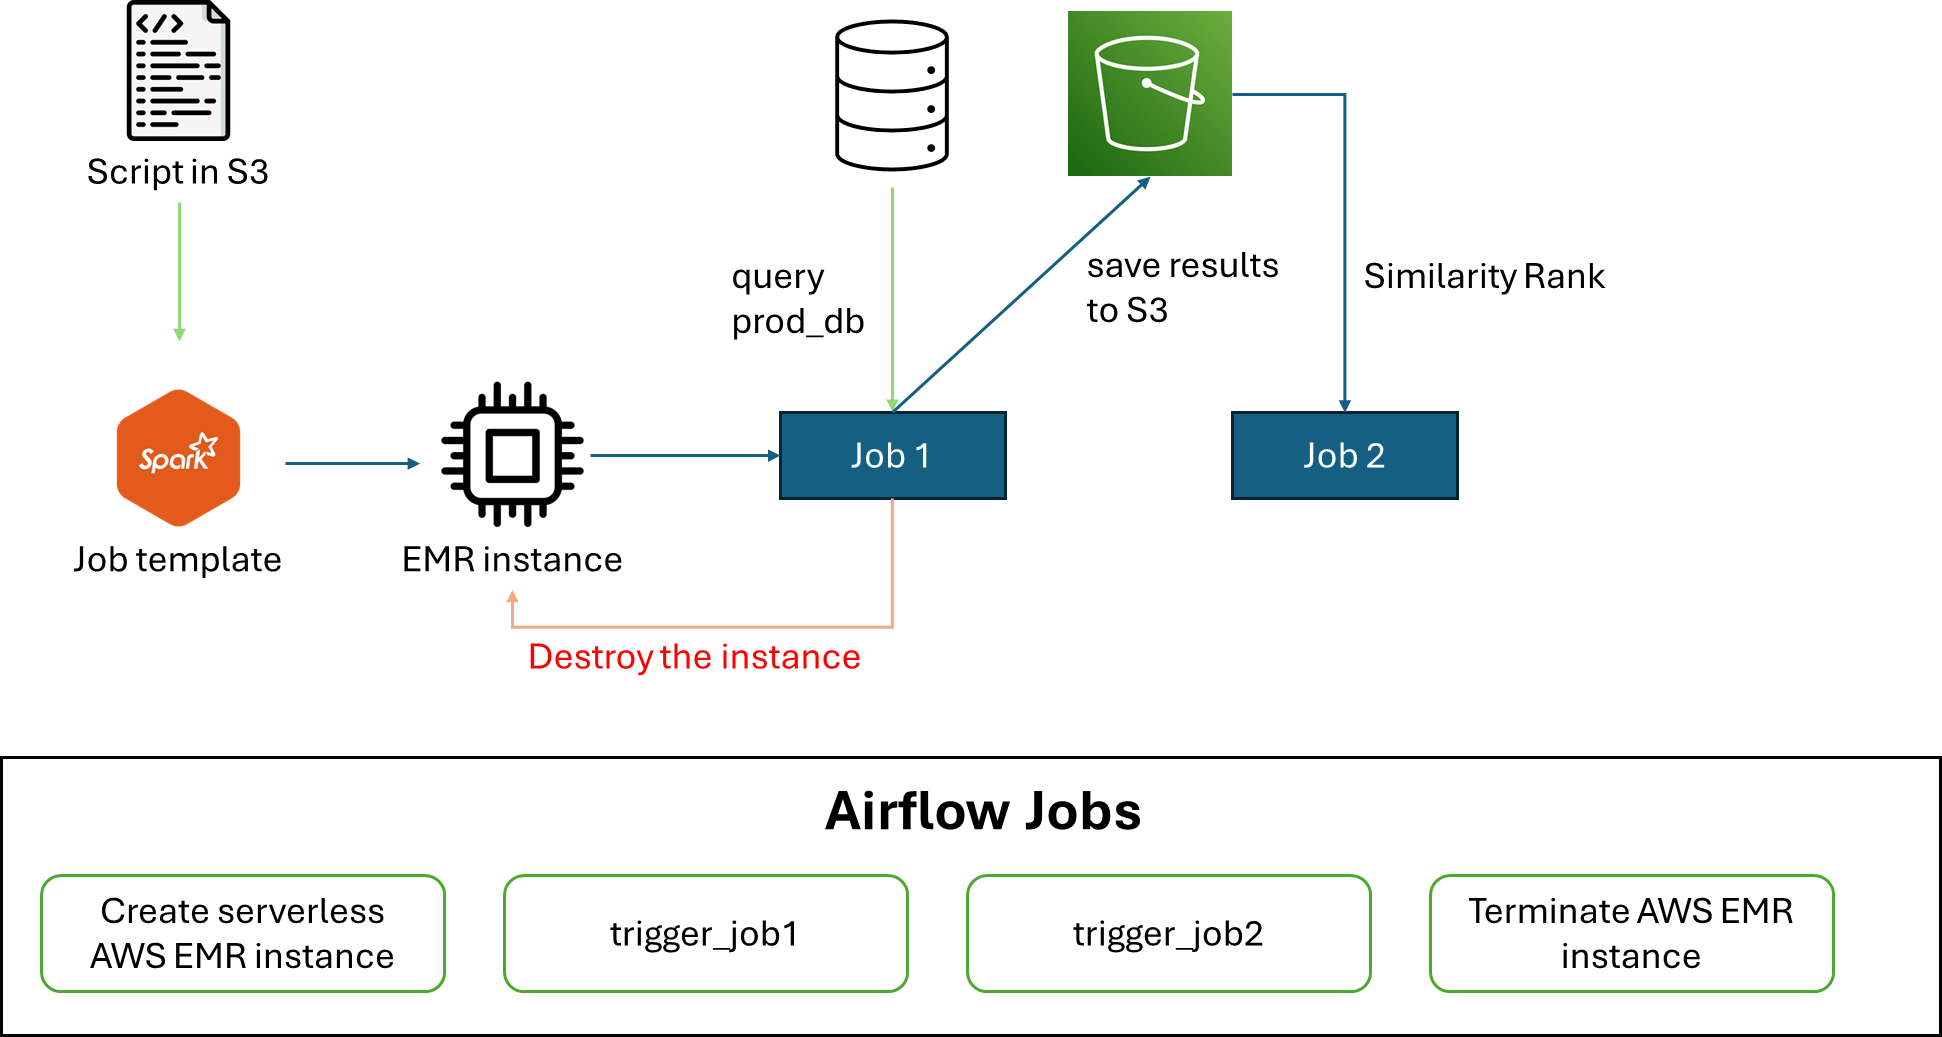 </>
Script in S3
query
prod_db
save results
to S3
Similarity Rank
Spark
Job template
EMR instance
Job 1
Job 2
Destroy the instance
Airflow Jobs
Create serverless
AWS EMR instance
trigger_job1
trigger_job2
Terminate AWS EMR
instance